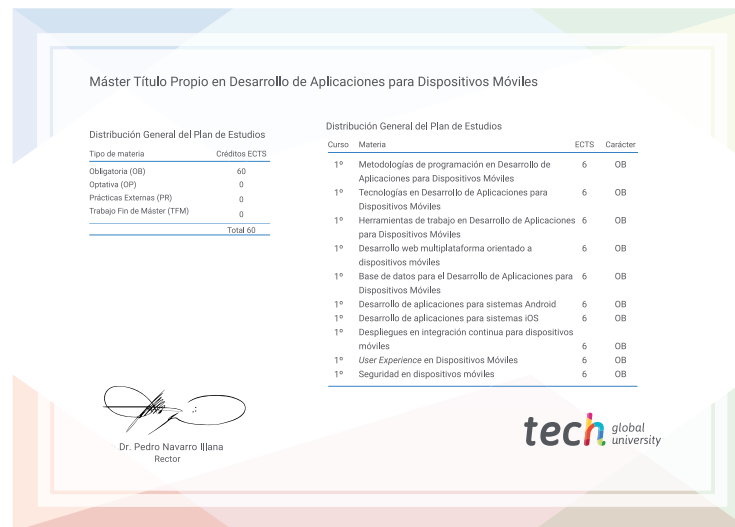 Máster Título Propio en Desarrollo de Aplicaciones para Dispositivos Móviles
Distribución General del Plan de Estudios
Tipo de materia Créditos ECTS
Obligatoria (OB) 60
Optativa (OP) 0
Prácticas Externas (PR) 0
Trabajo Fin de Máster (TFM) 0
Total 60
Distribución General del Plan de Estudios
Curso Materia ECTS Carácter
1º Metodologías de programación en Desarrollo de 6 OB
Aplicaciones para Dispositivos Móviles
1º Tecnologías en Desarrollo de Aplicaciones para 6 OB
Dispositivos Móviles
1º Herramientas de trabajo en Desarrollo de Aplicaciones 6 OB
para Dispositivos Móviles
1º Desarrollo web multiplataforma orientado a 6 OB
dispositivos móviles
1º Base de datos para el Desarrollo de Aplicaciones para 6 OB
Dispositivos Móviles
1º Desarrollo de aplicaciones para sistemas Android 6 OB
1º Desarrollo de aplicaciones para sistemas iOS 6 OB
1º Despliegues en integración continua para dispositivos
móviles 6 OB
1º User Experience en Dispositivos Móviles 6 OB
1º Seguridad en dispositivos móviles 6 OB
Dr. Pedro Navarro Illana
Rector
tech global
university